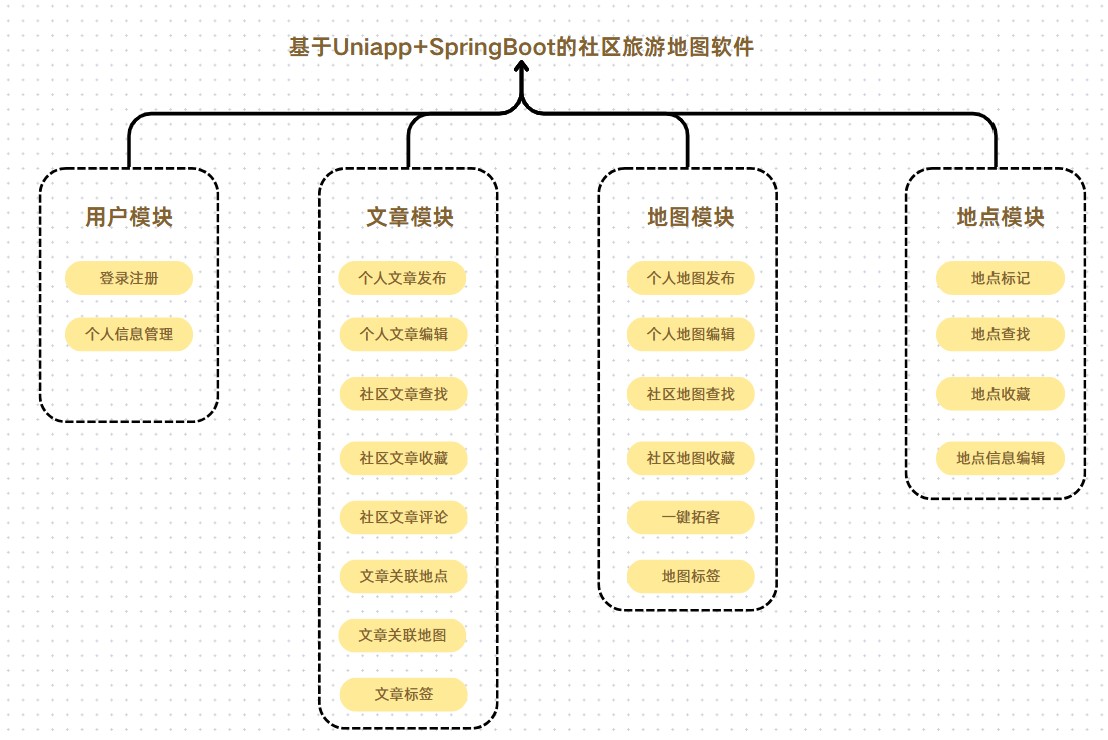 基于Uniapp+SpringBoot的社区旅游地图软件
用户模块
登录注册
个人信息管理
文章模块
个人文章发布
个人文章编辑
社区文章查找
社区文章收藏
社区文章评论
文章关联地点
文章关联地图
文章标签
地图模块
个人地图发布
个人地图编辑
社区地图查找
社区地图收藏
一键拓客
地图标签
地点模块
地点标记
地点查找
地点收藏
地点信息编辑